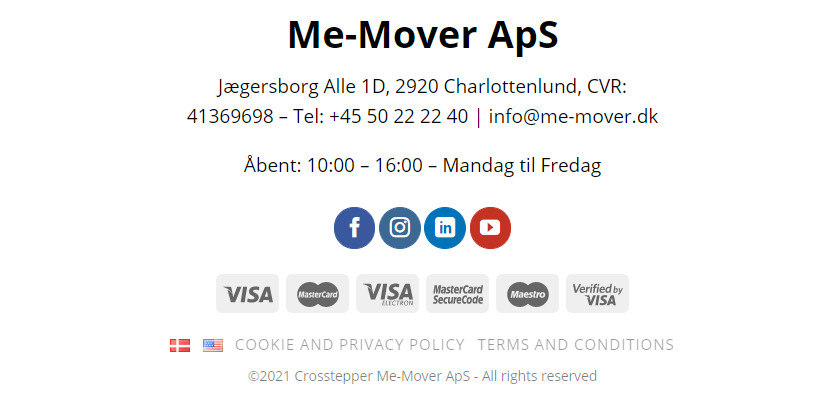 Me-Mover ApS
Jægersborg Alle 1D, 2920 Charlottenlund, CVR:
41369698 – Tel: +45 50 22 22 40 | info@me-mover.dk
Åbent: 10:00 – 16:00 – Mandag til Fredag
f in
VISA MasterCard VISA ELECTRON MasterCard SecureCode Maestro Verified by VISA
COOKIE AND PRIVACY POLICY TERMS AND CONDITIONS
©2021 Crosstepper Me-Mover ApS - All rights reserved